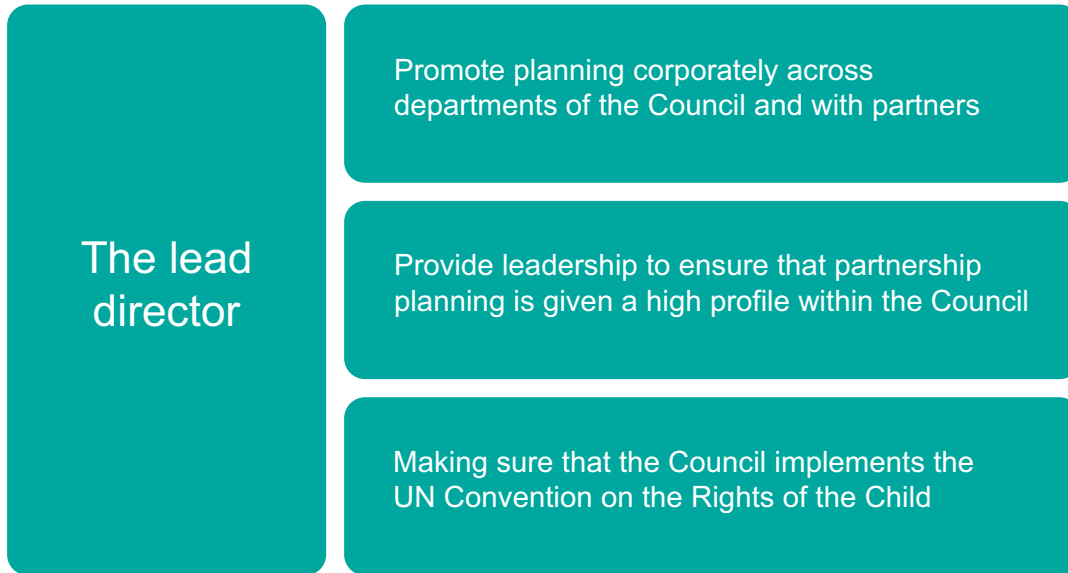 The lead
director
Promote planning corporately across
departments of the Council and with partners
Provide leadership to ensure that partnership
planning is given a high profile within the Council
Making sure that the Council implements the
UN Convention on the Rights of the Child